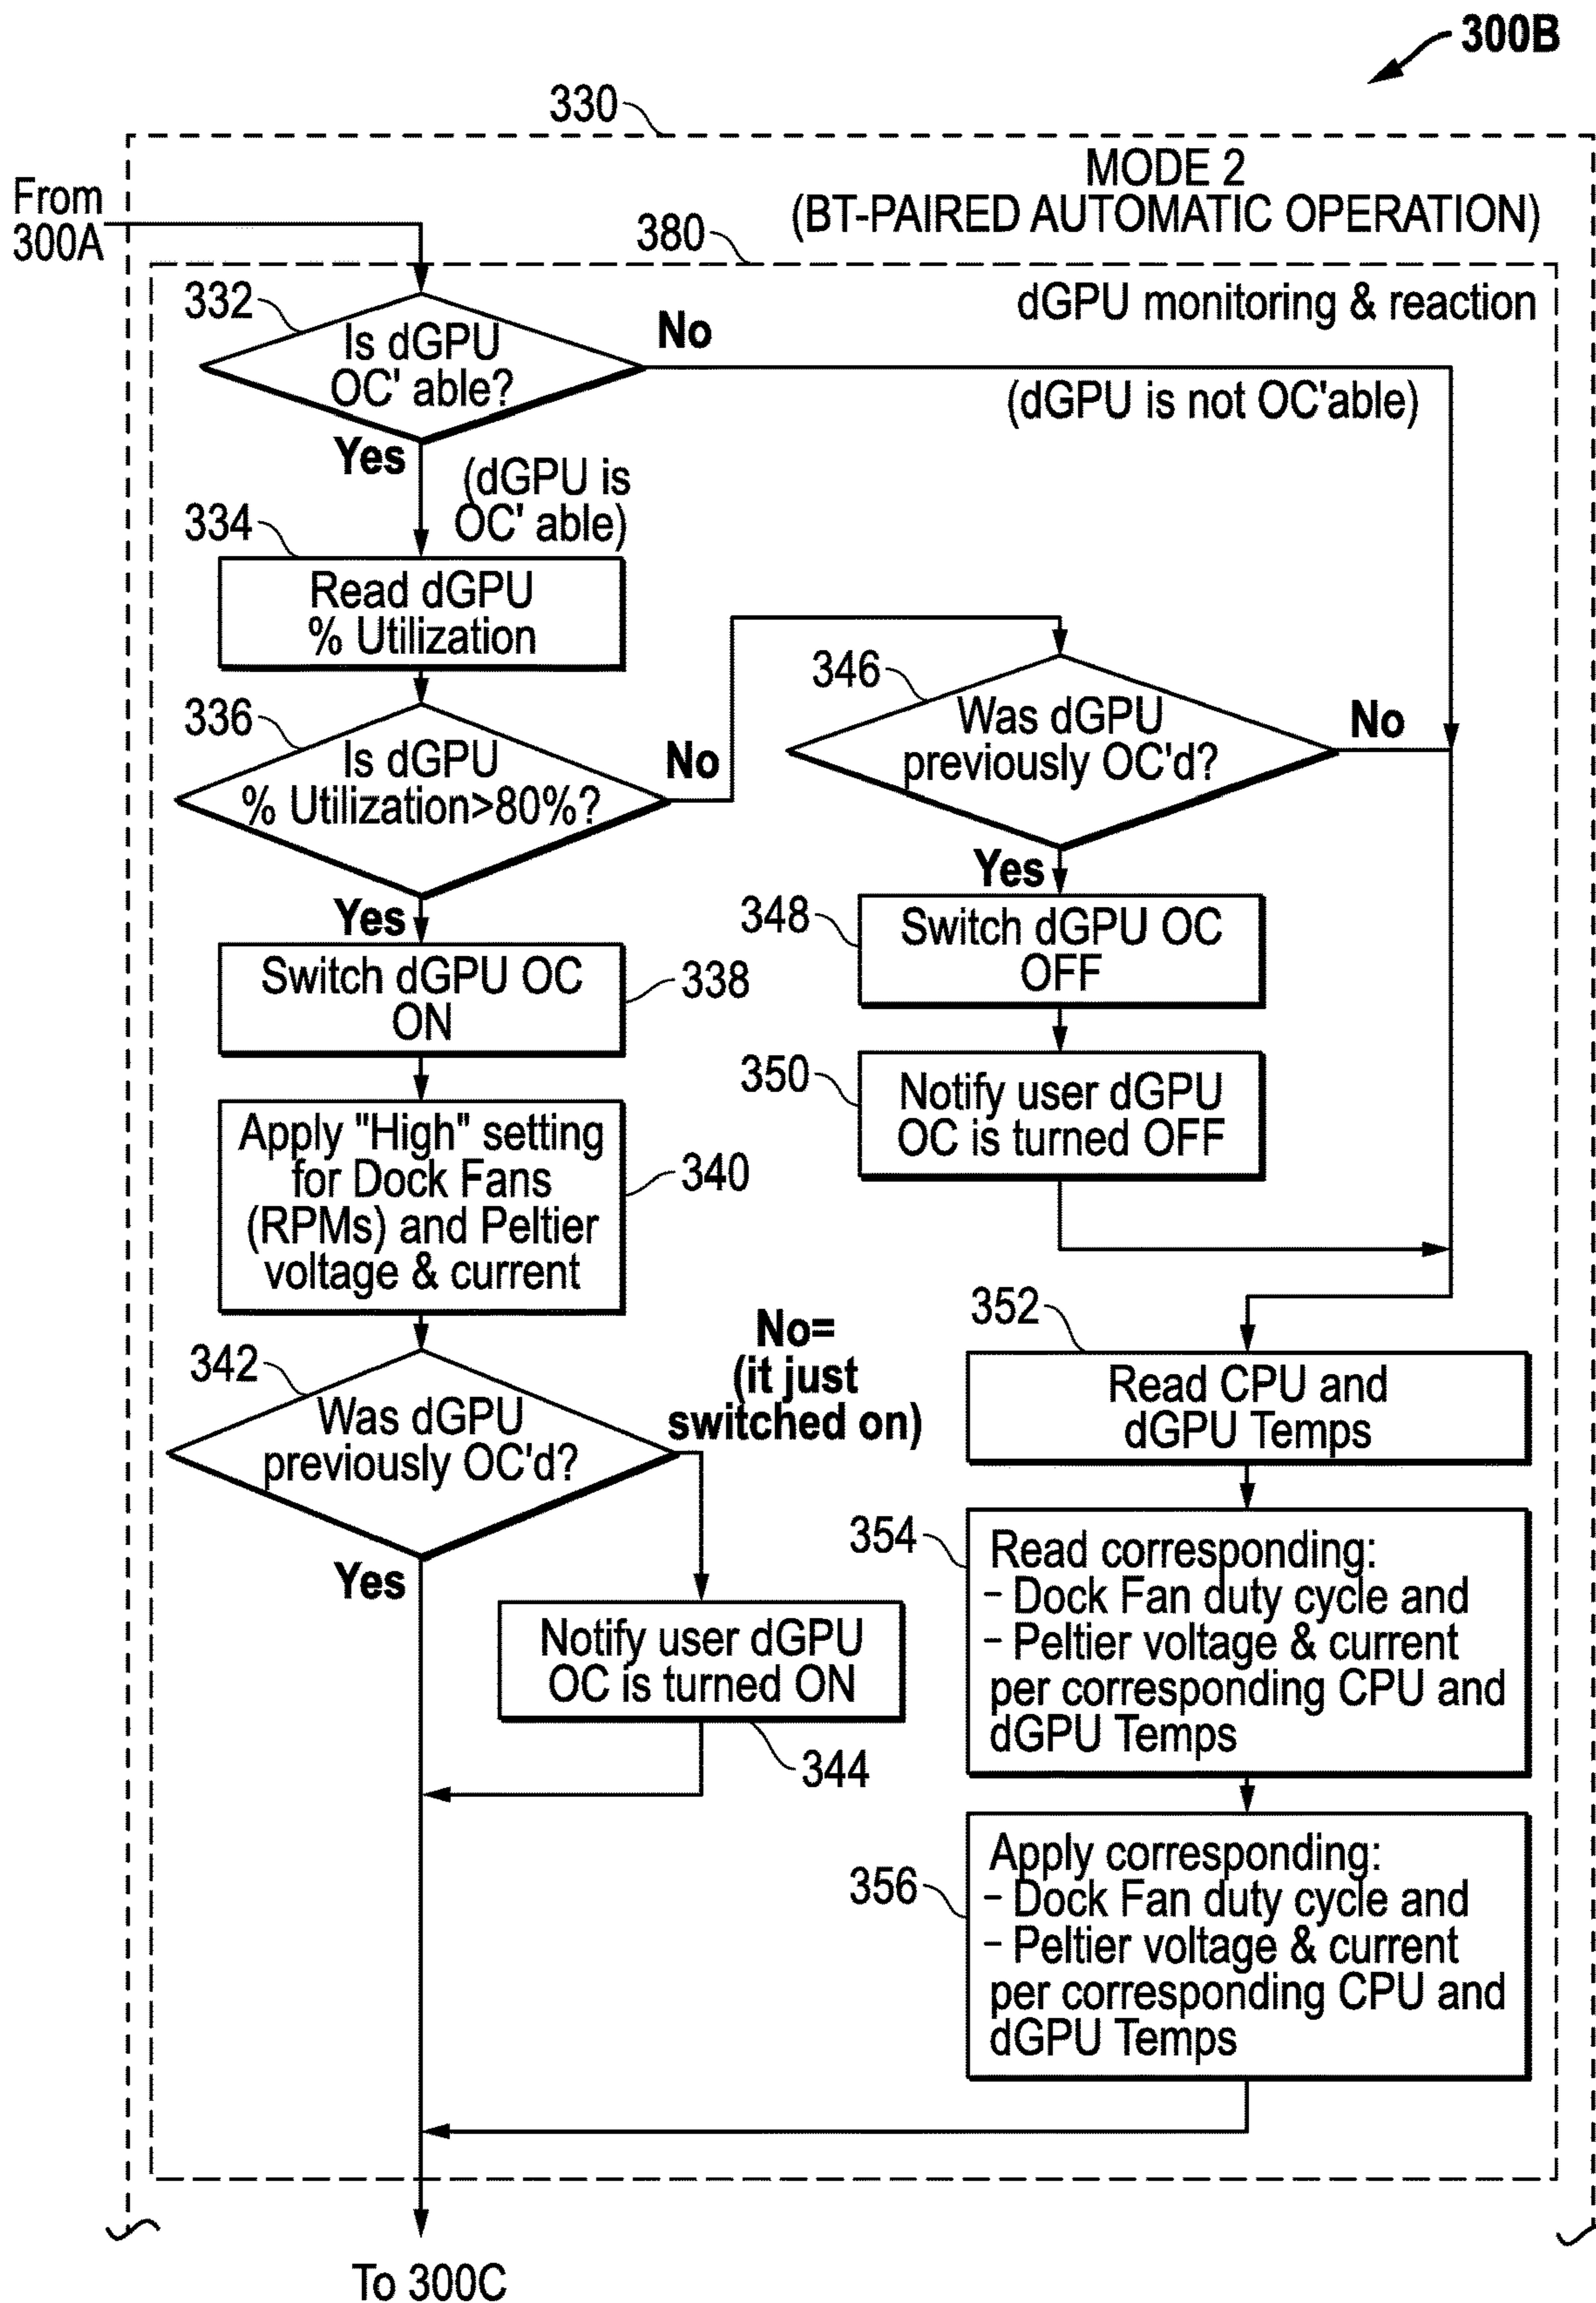 300B
330
MODE 2
(BT-PAIRED AUTOMATIC OPERATION)
From
300A
380
dGPU monitoring & reaction
332
Is dGPU
OC' able?
No
(dGPU is not OC'able)
Yes
(dGPU is
OC' able)
334
Read dGPU
% Utilization
336
Is dGPU
% Utilization>80%?
No
346
Was dGPU
previously OC'd?
No
Yes
Yes
348
Switch dGPU OC
OFF
Switch dGPU OC
ON
338
350
Notify user dGPU
OC is turned OFF
Apply "High" setting
for Dock Fans
(RPMs) and Peltier
voltage & current
340
342
Was dGPU
previously OC'd?
No=
(it just
switched on)
Yes
352
Read CPU and
dGPU Temps
354
Read corresponding:
- Dock Fan duty cycle and
- Peltier voltage & current
per corresponding CPU and
dGPU Temps
Notify user dGPU
OC is turned ON
344
356
Apply corresponding:
- Dock Fan duty cycle and
- Peltier voltage & current
per corresponding CPU and
dGPU Temps
To 300C